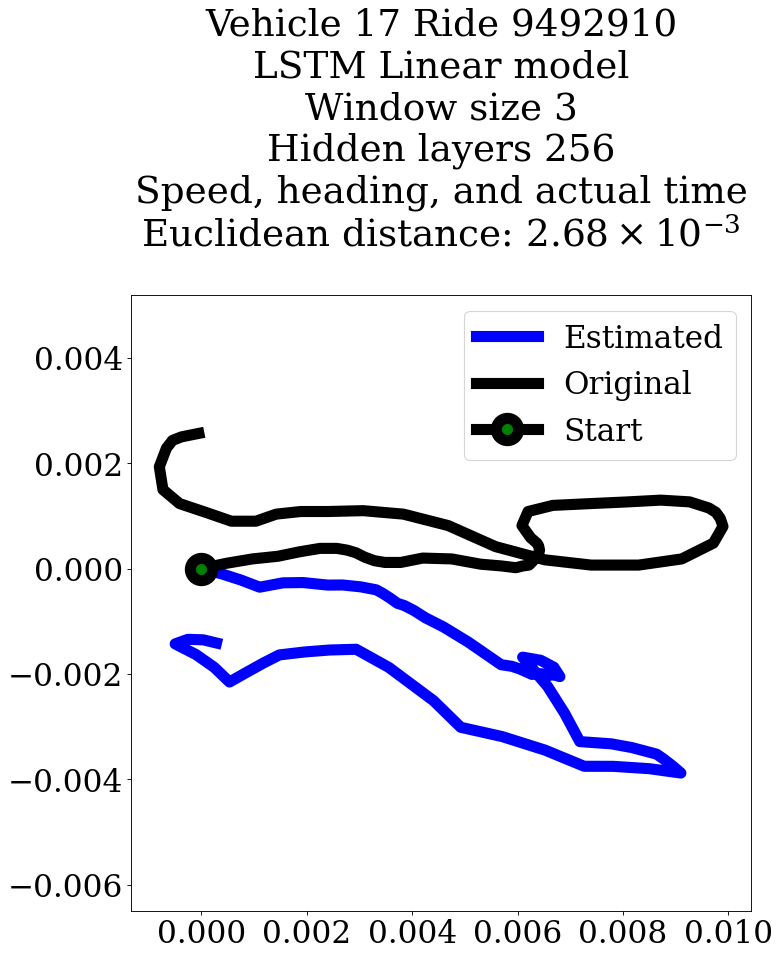 Vehicle 17 Ride 9492910
LSTM Linear model
Window size 3
Hidden layers 256
Speed, heading, and actual time
Euclidean distance: 2.68 × 10⁻³
Estimated
Original
Start
0.004
0.002
0.000
−0.002
−0.004
−0.006
0.000 0.002 0.004 0.006 0.008 0.010